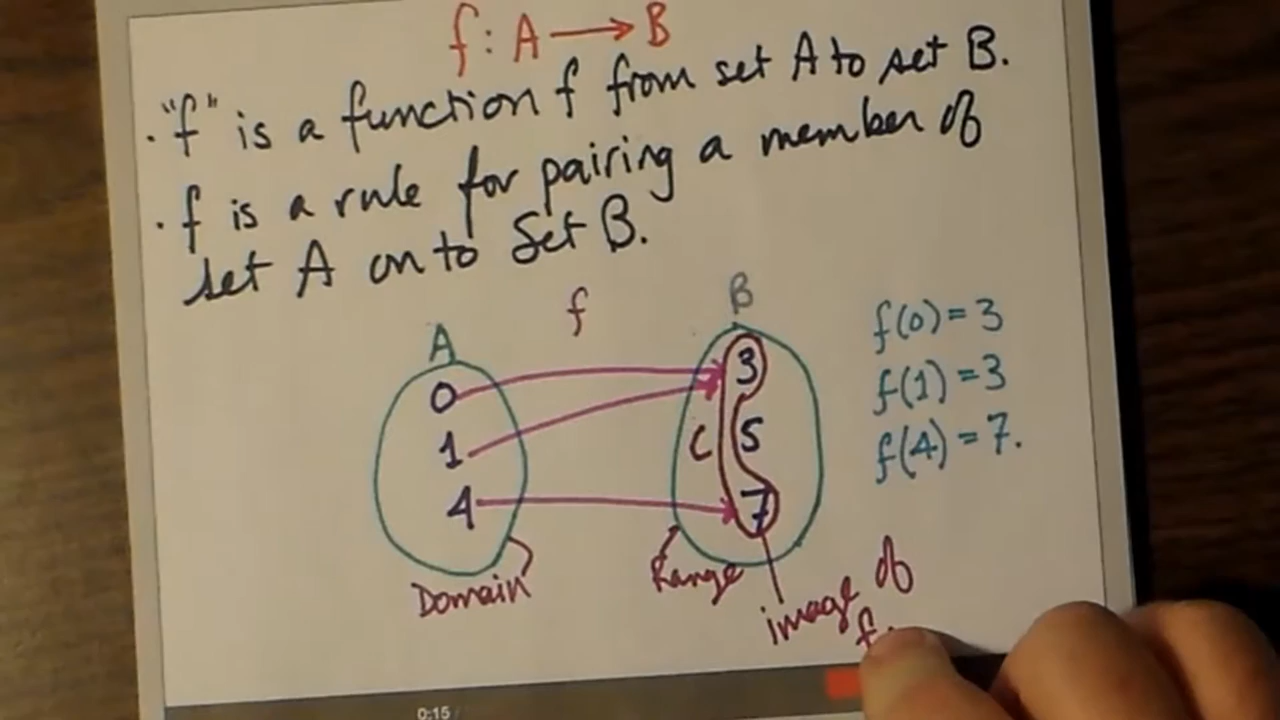 f : A → B
. "f" is a function f from set A to set B.
. f is a rule for pairing a member of
set A on to Set B.
f
A
B
0
1
4
3
C 5
7
f(0) = 3
f(1) = 3
f(4) = 7.
Domain
Range
image of
f
0:15